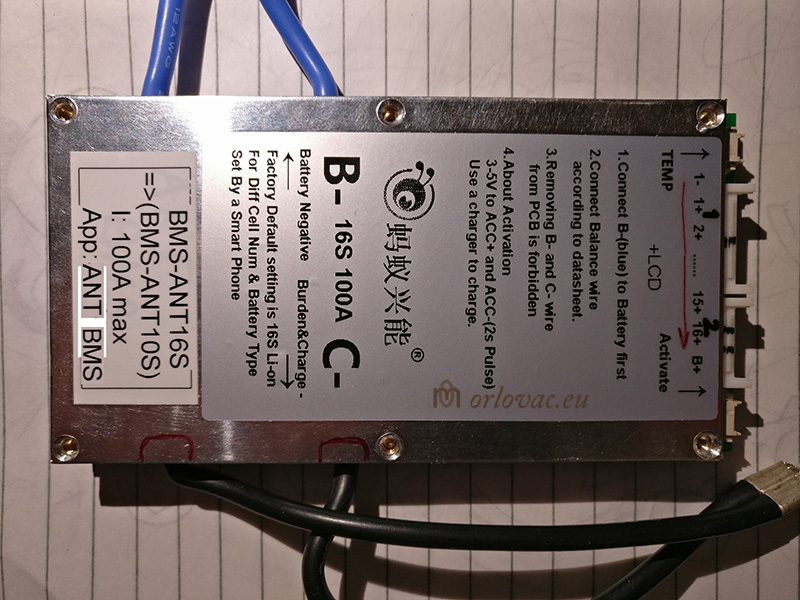 12AWG
TEMP
Activate
↑ 1- 1+ 2+ ...... 15+ 16+ B+ ↑
1 2
+LCD
1.Connect B-(blue) to Battery first
2.Connect Balance wire
according to datasheet.
3.Removing B- and C- wire
from PCB is forbidden
4.About Activation
3-5V to ACC+ and ACC-(2s Pulse)
Use a charger to charge.
蚂蚁兴能®
B- 16S 100A C-
Battery Negative Burden&Charge -
← →
Factory Default setting is 16S Li-on
For Diff Cell Num & Battery Type
Set By a Smart Phone
BMS-ANT16S
=>(BMS-ANT10S)
I: 100A max
App: ANT BMS
orlovac.eu